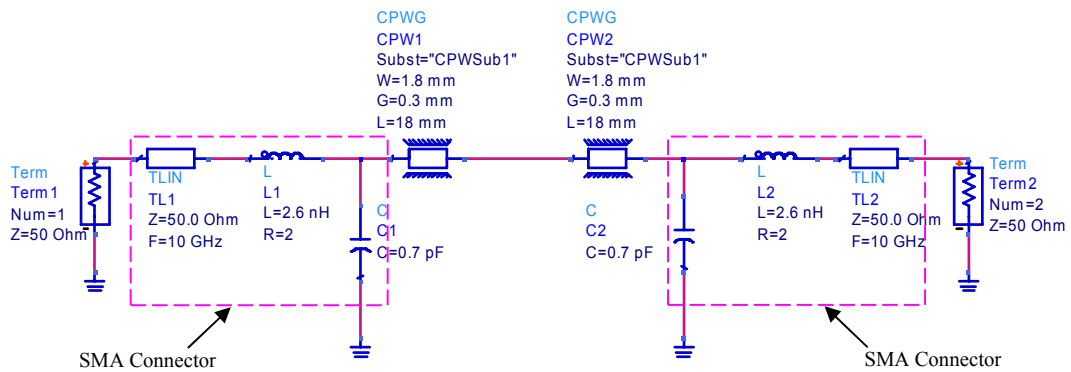 CPWG
CPW1
Subst="CPWSub1"
W=1.8 mm
G=0.3 mm
L=18 mm
CPWG
CPW2
Subst="CPWSub1"
W=1.8 mm
G=0.3 mm
L=18 mm
Term
Term1
Num=1
Z=50 Ohm
TLIN
TL1
Z=50.0 Ohm
F=10 GHz
L
L1
L=2.6 nH
R=2
C
C1
C=0.7 pF
C
C2
C=0.7 pF
L
L2
L=2.6 nH
R=2
TLIN
TL2
Z=50.0 Ohm
F=10 GHz
Term
Term2
Num=2
Z=50 Ohm
SMA Connector
SMA Connector